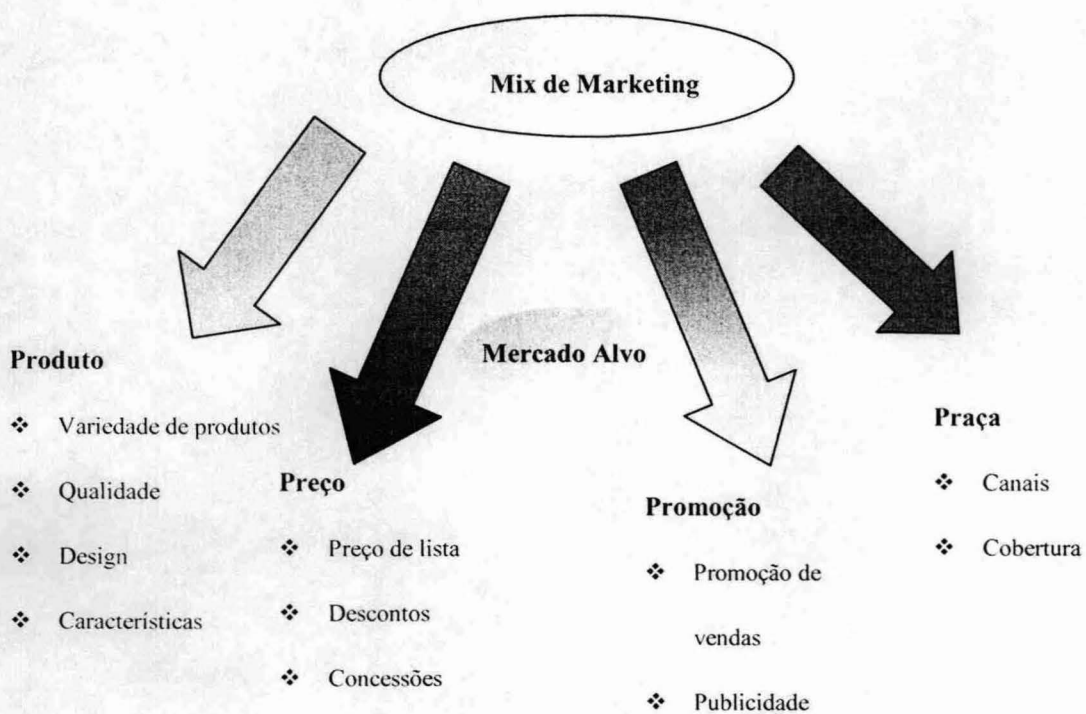 Mix de Marketing
Mercado Alvo
Produto
❖ Variedade de produtos
❖ Qualidade
❖ Design
❖ Características
Preço
❖ Preço de lista
❖ Descontos
❖ Concessões
Promoção
❖ Promoção de
vendas
❖ Publicidade
Praça
❖ Canais
❖ Cobertura